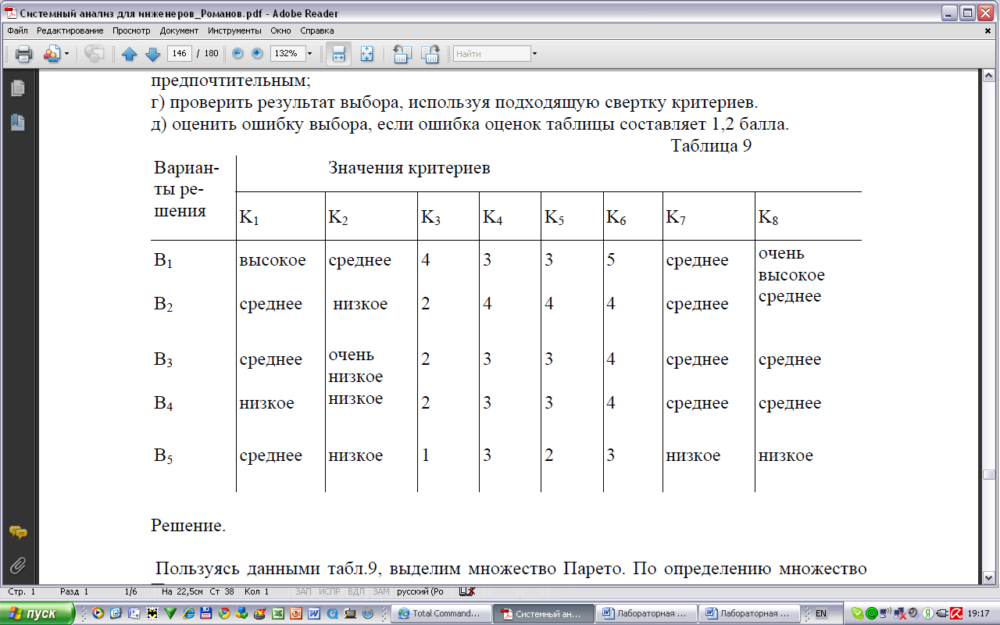 Системный анализ для инженеров_Романов.pdf - Adobe Reader
Файл Редактирование Просмотр Документ Инструменты Окно Справка
146 / 180 132% Найти
предпочтительным;
г) проверить результат выбора, используя подходящую свертку критериев.
д) оценить ошибку выбора, если ошибка оценок таблицы составляет 1,2 балла.
Таблица 9
Вариан-
ты ре-
шения
Значения критериев
K1 K2 K3 K4 K5 K6 K7 K8
B1 высокое среднее 4 3 3 5 среднее очень
высокое
B2 среднее низкое 2 4 4 4 среднее среднее
B3 среднее очень
низкое 2 3 3 4 среднее среднее
B4 низкое низкое 2 3 3 4 среднее среднее
B5 среднее низкое 1 3 2 3 низкое низкое
Решение.
Пользуясь данными табл.9, выделим множество Парето. По определению множество
Стр. 1 Разд 1 1/6 На 22,5см Ст 38 Кол 1 ЗАП ИСПР ВДЛ ЗАМ русский (Ро
пуск Total Command... Системный ан... Лабораторная ... Лабораторная ... EN 19:17